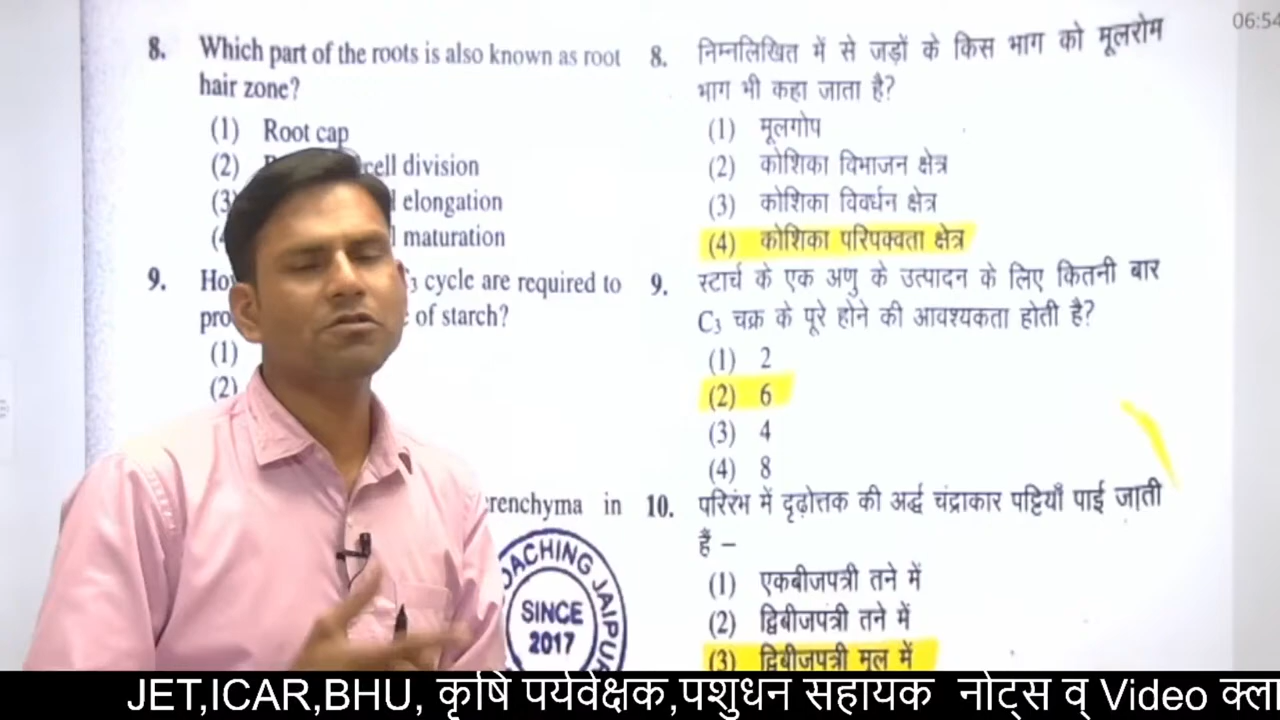 06:54
8. Which part of the roots is also known as root
hair zone?
(1) Root cap
(2) cell division
(3) elongation
maturation
9. cycle are required to
of starch?
(1)
(2)
renchyma in
8. निम्नलिखित में से जड़ों के किस भाग को मूलरोम
भाग भी कहा जाता है?
(1) मूलगोप
(2) कोशिका विभाजन क्षेत्र
(3) कोशिका विवर्धन क्षेत्र
(4) कोशिका परिपक्वता क्षेत्र
9. स्टार्च के एक अणु के उत्पादन के लिए कितनी बार
C₃ चक्र के पूरे होने की आवश्यकता होती है?
(1) 2
(2) 6
(3) 4
(4) 8
10. परिरंभ में दृढ़ोत्तक की अर्द्ध चंद्राकार पट्टियाँ पाई जाती
हैं –
(1) एकबीजपत्री तने में
(2) द्विबीजपत्री तने में
(3) द्विबीजपत्री मूल में
OACHING JAIPUR
SINCE
2017
JET,ICAR,BHU, कृषि पर्यवेक्षक,पशुधन सहायक नोट्स व् Video क्ला